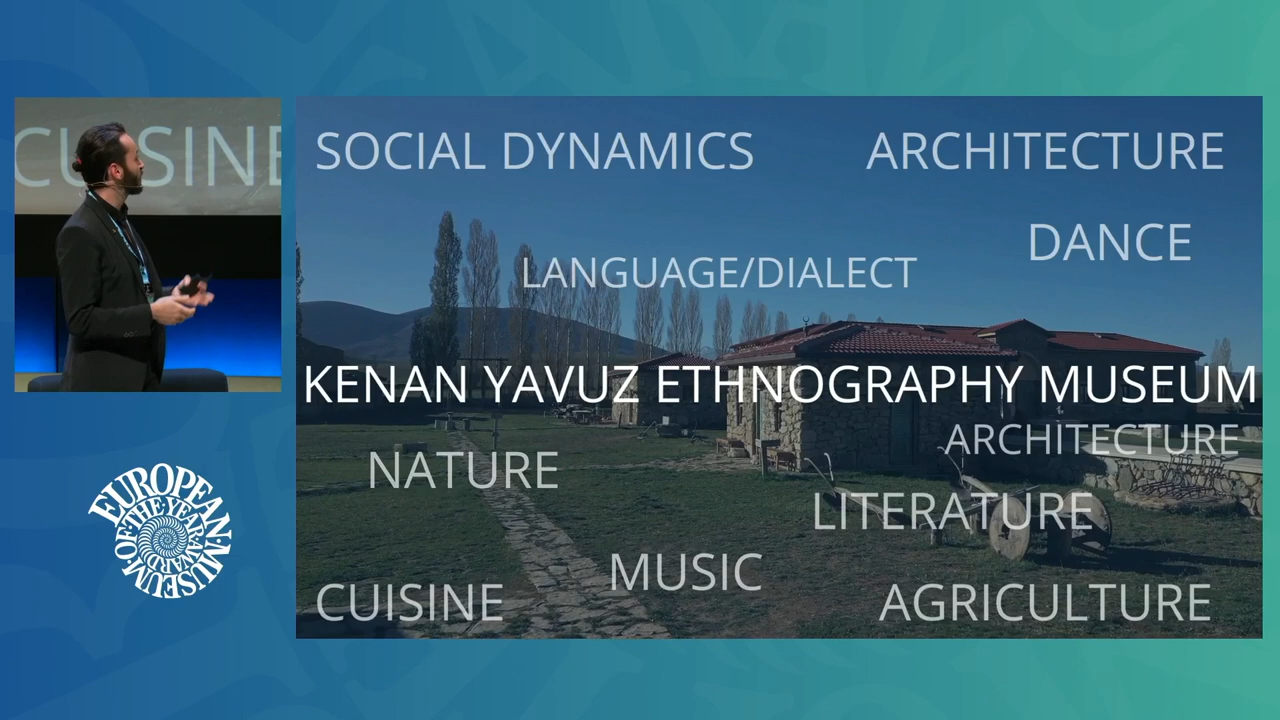 CUISINE
SOCIAL DYNAMICS
ARCHITECTURE
DANCE
LANGUAGE/DIALECT
KENAN YAVUZ ETHNOGRAPHY MUSEUM
ARCHITECTURE
NATURE
LITERATURE
MUSIC
CUISINE
AGRICULTURE
EUROPEAN·MUSEUM
·OF·THE·YEAR·AWARD